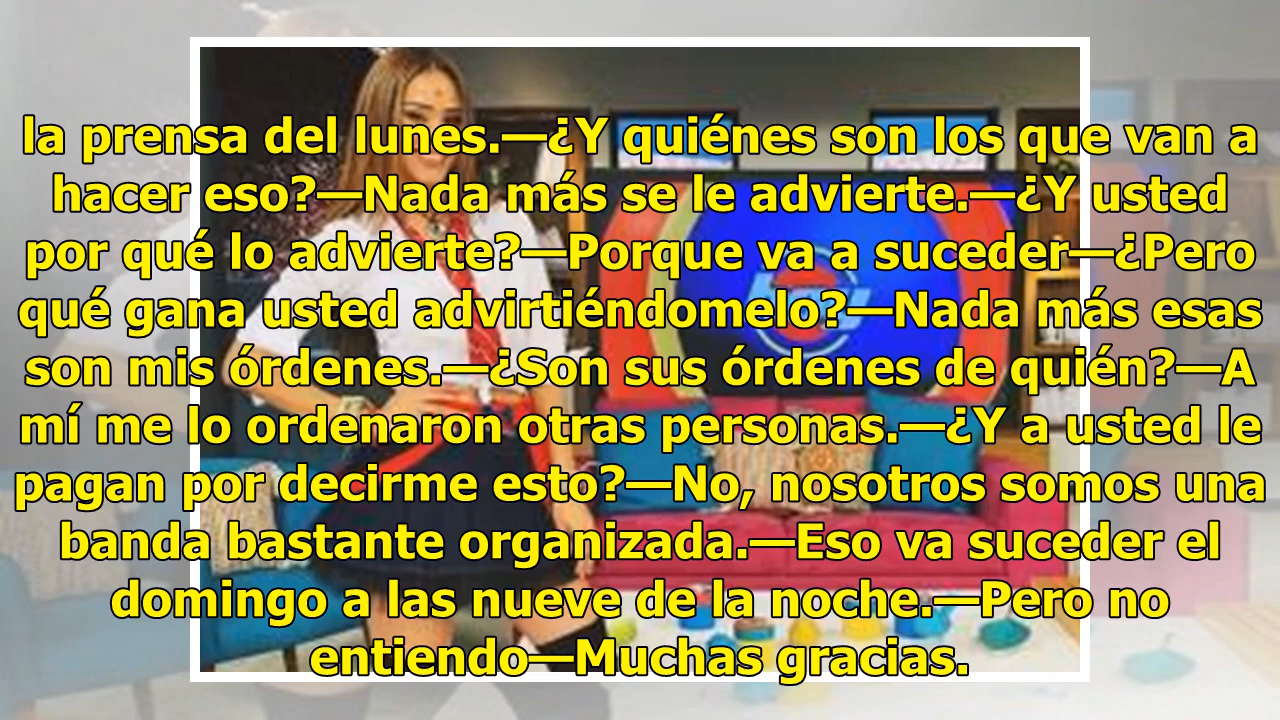 la prensa del lunes.—¿Y quiénes son los que van a
hacer eso?—Nada más se le advierte.—¿Y usted
por qué lo advierte?—Porque va a suceder—¿Pero
qué gana usted advirtiéndomelo?—Nada más esas
son mis órdenes.—¿Son sus órdenes de quién?—A
mí me lo ordenaron otras personas.—¿Y a usted le
pagan por decirme esto?—No, nosotros somos una
banda bastante organizada.—Eso va suceder el
domingo a las nueve de la noche.—Pero no
entiendo—Muchas gracias.